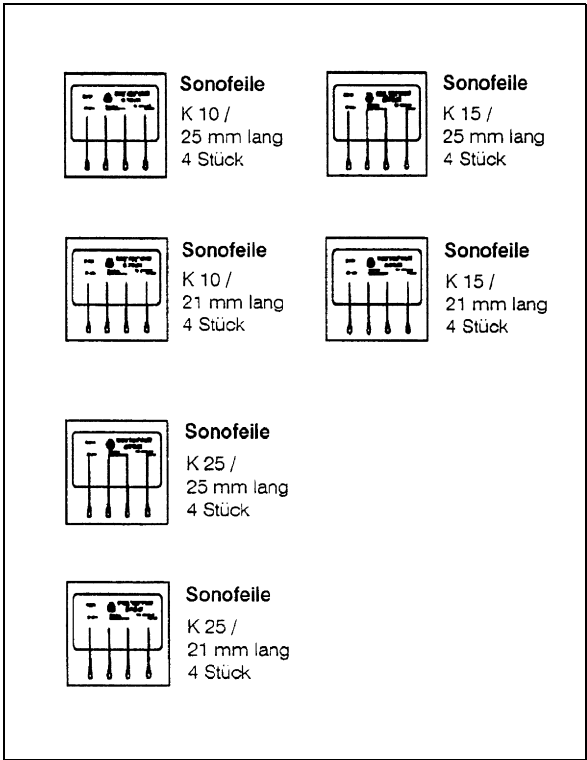 Sonofeile
K 10 /
25 mm lang
4 Stück
Sonofeile
K 15 /
25 mm lang
4 Stück
Sonofeile
K 10 /
21 mm lang
4 Stück
Sonofeile
K 15 /
21 mm lang
4 Stück
Sonofeile
K 25 /
25 mm lang
4 Stück
Sonofeile
K 25 /
21 mm lang
4 Stück